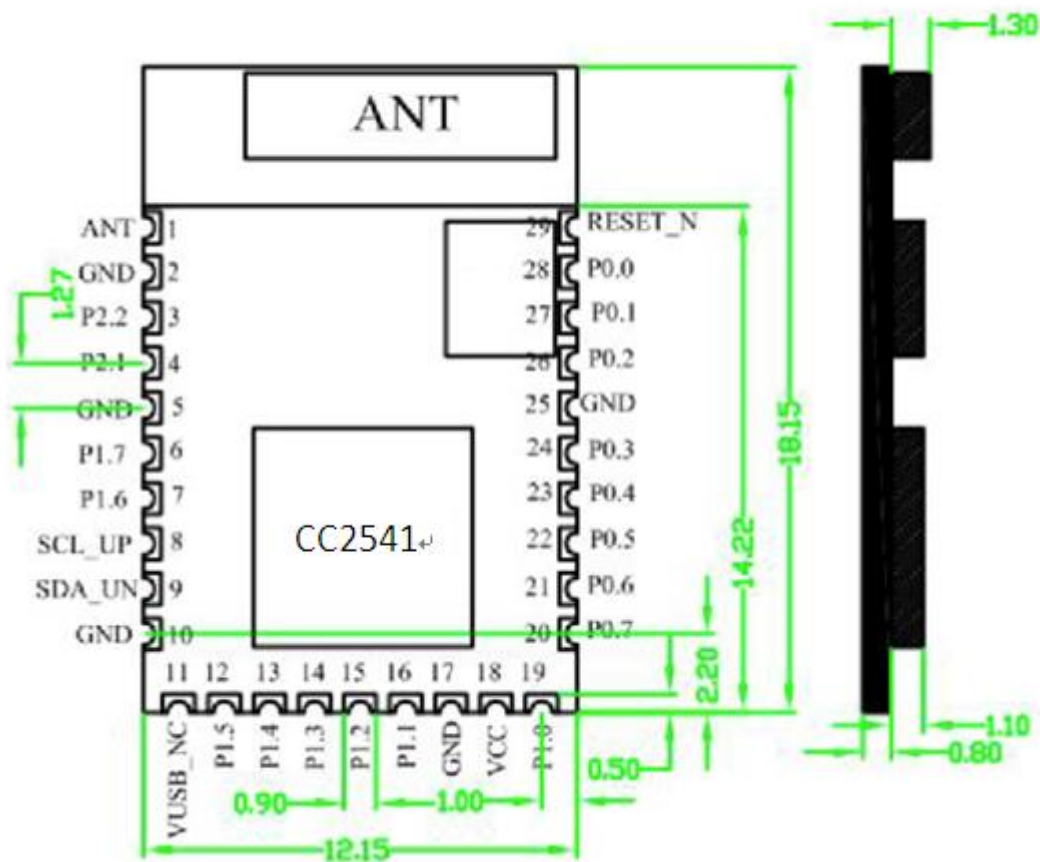 1.30
ANT
ANT 1
GND 2
P2.2 3
P2.1 4
GND 5
P1.7 6
P1.6 7
SCL_UP 8
SDA_UN 9
GND 10
1.27
29 RESET_N
28 P0.0
27 P0.1
26 P0.2
25 GND
24 P0.3
23 P0.4
22 P0.5
21 P0.6
20 P0.7
CC2541↵
11 12 13 14 15 16 17 18 19
VUSB_NC
P1.5
P1.4
P1.3
P1.2
P1.1
GND
VCC
P1.0
18.15
14.22
2.20
0.50
0.90
1.00
12.15
1.10
0.80